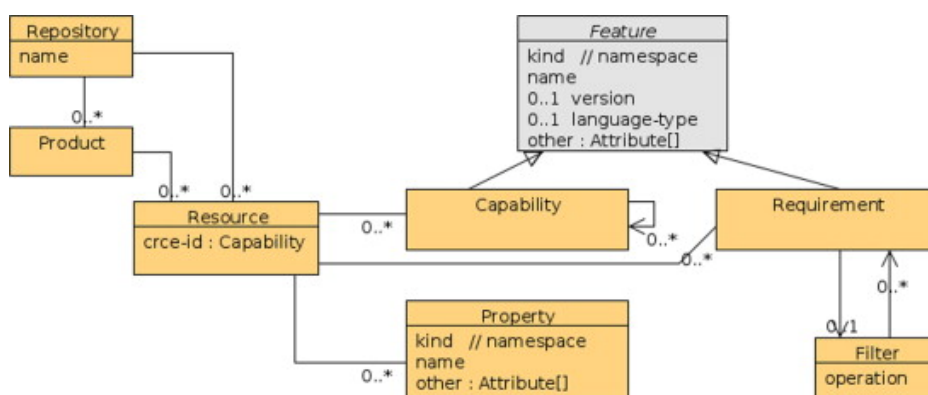 Repository
name
0..*
Product
0..*
0..*
Resource
crce-id : Capability
Feature
kind // namespace
name
0..1 version
0..1 language-type
other : Attribute[]
Capability
0..*
0..*
Requirement
0..*
0..*
0..1
Filter
operation
Property
kind // namespace
name
other : Attribute[]
0..*